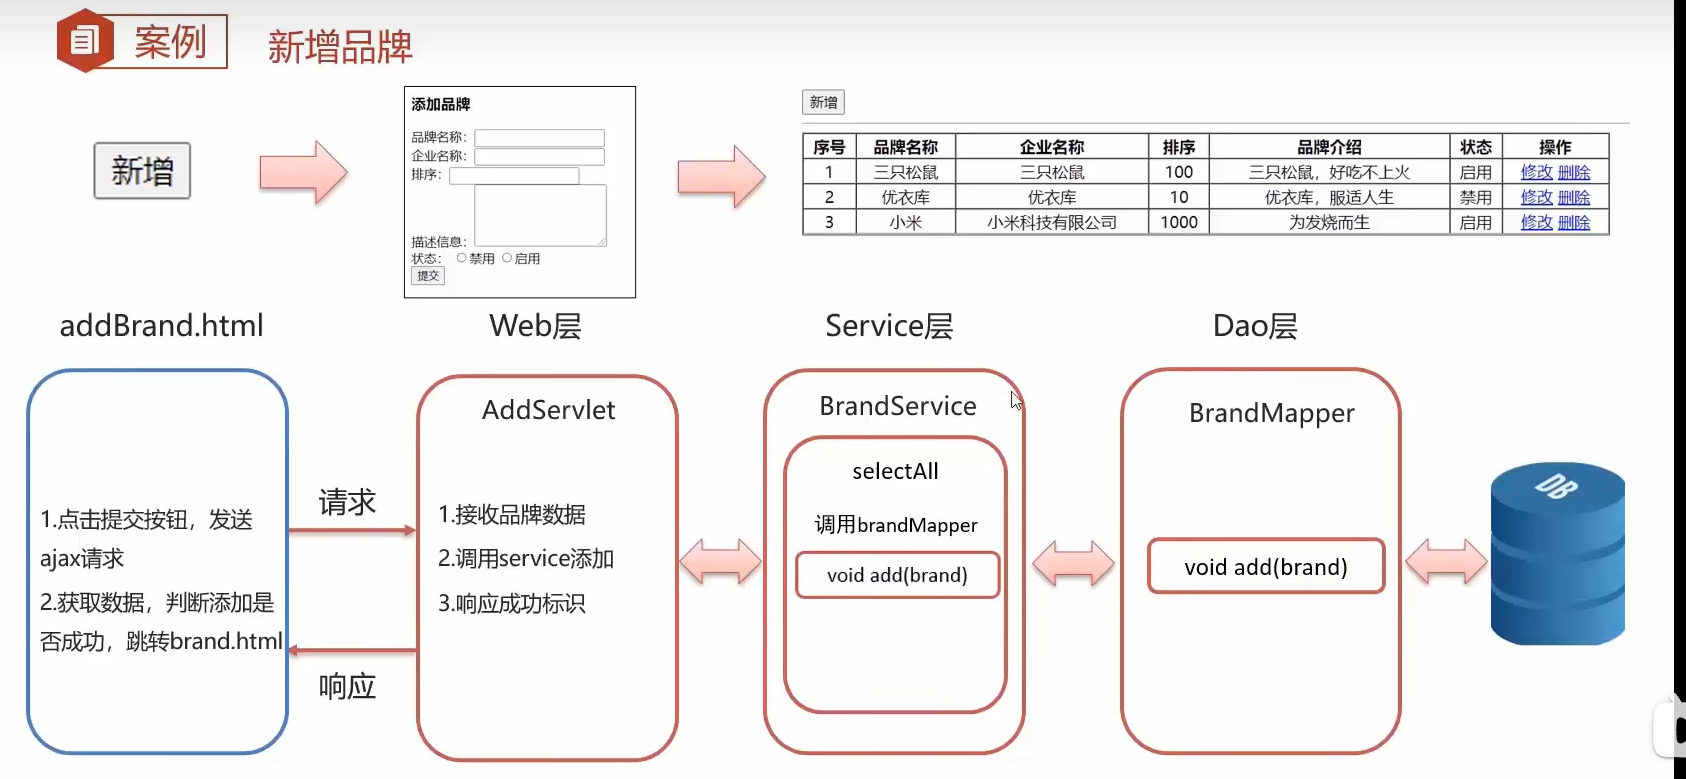 案例
新增品牌
新增
添加品牌
品牌名称：
企业名称：
排序：
描述信息：
状态： 禁用 启用
提交
新增
序号 品牌名称 企业名称 排序 品牌介绍 状态 操作
1 三只松鼠 三只松鼠 100 三只松鼠，好吃不上火 启用 修改 删除
2 优衣库 优衣库 10 优衣库，服适人生 禁用 修改 删除
3 小米 小米科技有限公司 1000 为发烧而生 启用 修改 删除
addBrand.html
Web层
Service层
Dao层
1.点击提交按钮，发送
ajax请求
2.获取数据，判断添加是
否成功，跳转brand.html
请求
响应
AddServlet
1.接收品牌数据
2.调用service添加
3.响应成功标识
BrandService
selectAll
调用brandMapper
void add(brand)
BrandMapper
void add(brand)
DB